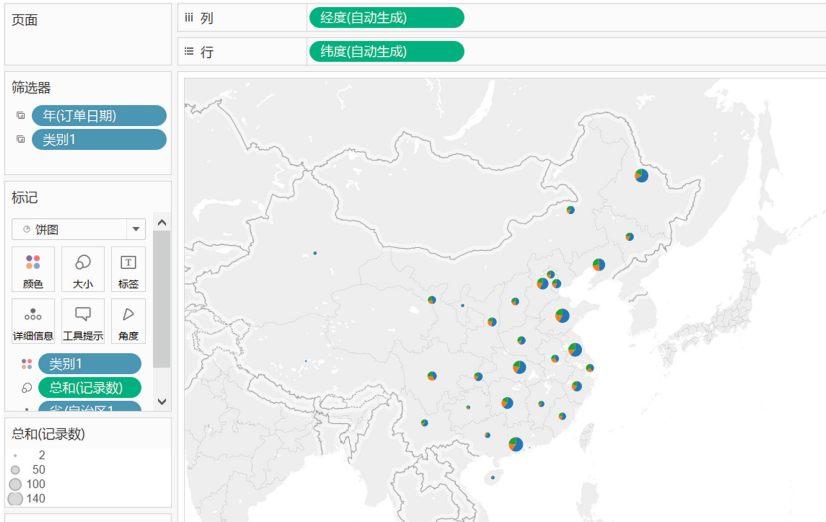 页面
列
经度(自动生成)
行
纬度(自动生成)
筛选器
年(订单日期)
类别1
标记
饼图
颜色
大小
标签
详细信息
工具提示
角度
类别1
总和(记录数)
省/自治区1
总和(记录数)
2
50
100
140